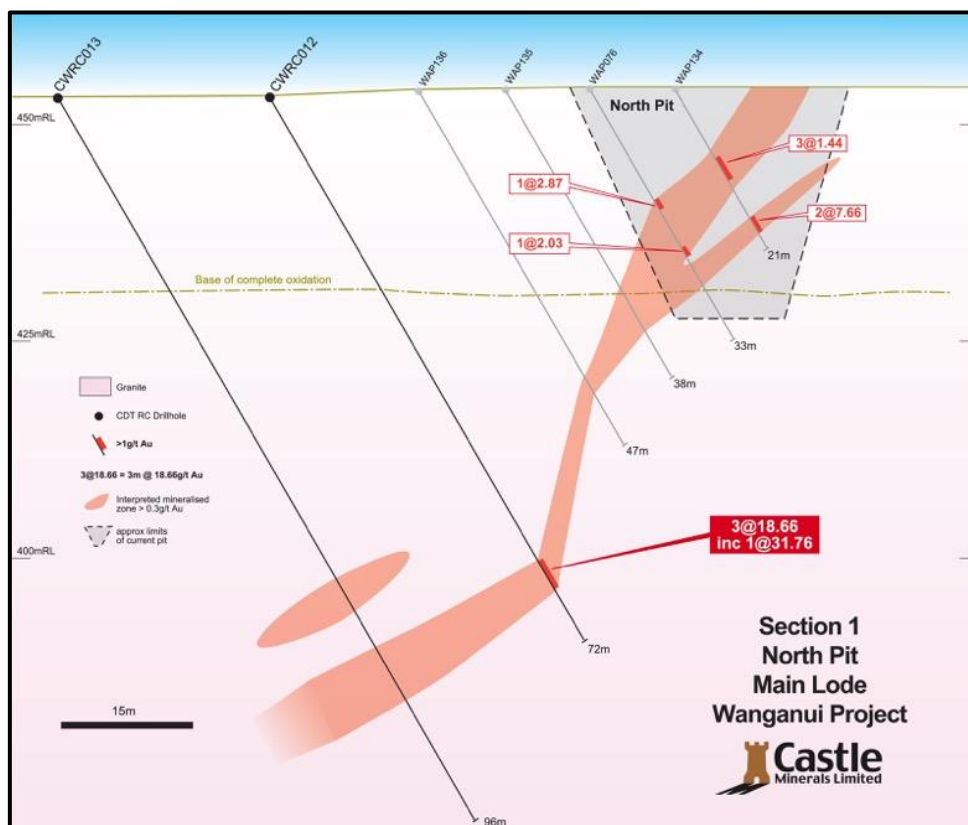 CWRC013
CWRC012
WAP136
WAP135
WAP076
WAP134
450mRL
North Pit
3@1.44
1@2.87
2@7.66
1@2.03
21m
Base of complete oxidation
425mRL
33m
38m
47m
Granite
CDT RC Drillhole
>1g/t Au
3@18.66 = 3m @ 18.66g/t Au
Interpreted mineralised
zone > 0.3g/t Au
approx limits
of current pit
3@18.66
inc 1@31.76
400mRL
72m
15m
96m
Section 1
North Pit
Main Lode
Wanganui Project
Castle
Minerals Limited